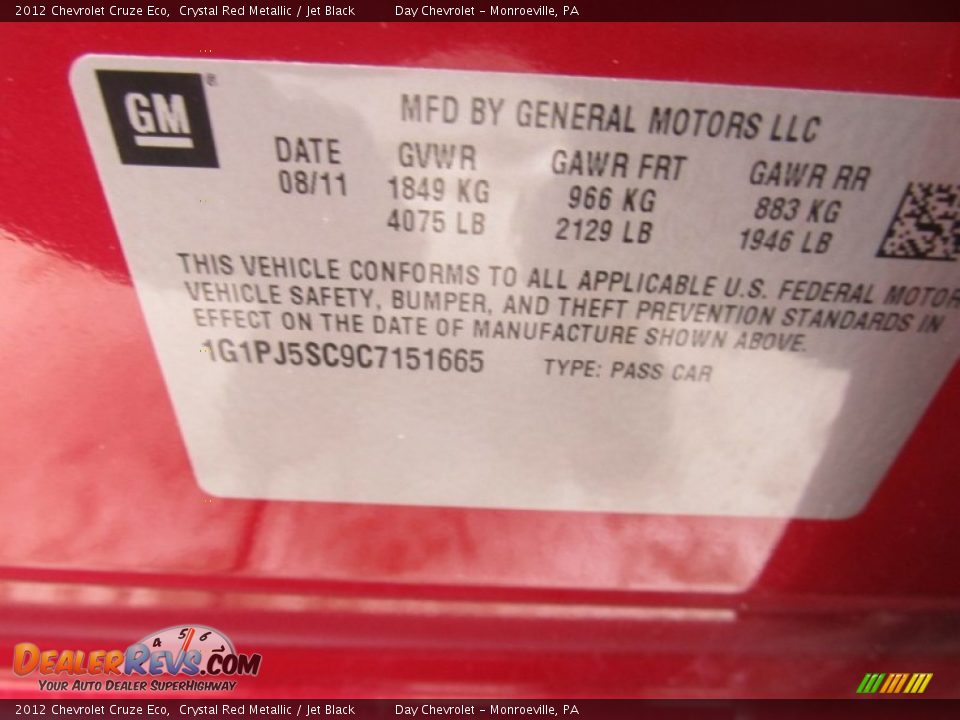 2012 Chevrolet Cruze Eco, Crystal Red Metallic / Jet Black Day Chevrolet - Monroeville, PA
GM®
MFD BY GENERAL MOTORS LLC
DATE GVWR GAWR FRT GAWR RR
08/11 1849 KG 966 KG 883 KG
4075 LB 2129 LB 1946 LB
THIS VEHICLE CONFORMS TO ALL APPLICABLE U.S. FEDERAL MOTOR
VEHICLE SAFETY, BUMPER, AND THEFT PREVENTION STANDARDS IN
EFFECT ON THE DATE OF MANUFACTURE SHOWN ABOVE.
1G1PJ5SC9C7151665 TYPE: PASS CAR
4 5 6 7
DEALERREVS.COM
YOUR AUTO DEALER SUPERHIGHWAY
2012 Chevrolet Cruze Eco, Crystal Red Metallic / Jet Black Day Chevrolet - Monroeville, PA